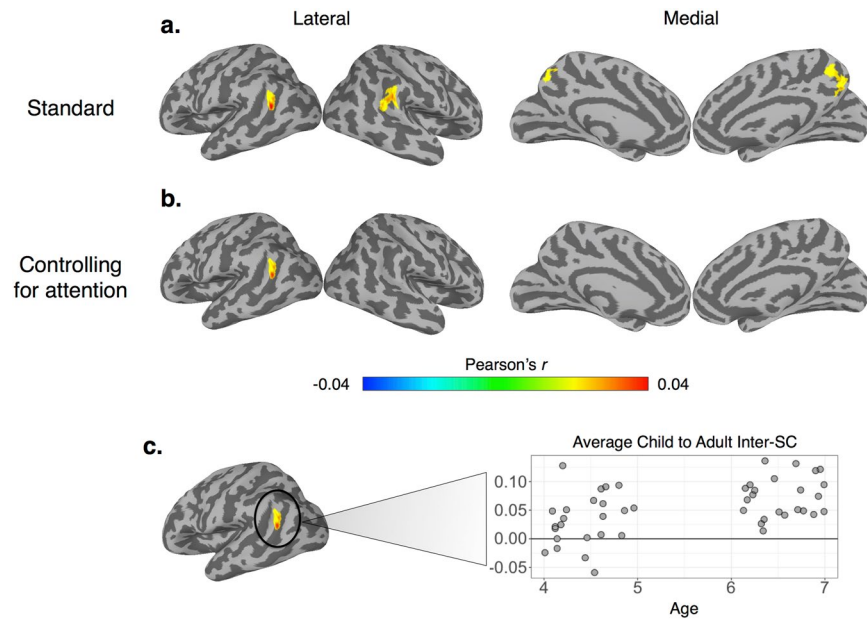 Lateral
Medial
a.
Standard
b.
Controlling
for attention
Pearson's r
-0.04
0.04
c.
Average Child to Adult Inter-SC
0.10
0.05
0.00
-0.05
4
5
6
7
Age